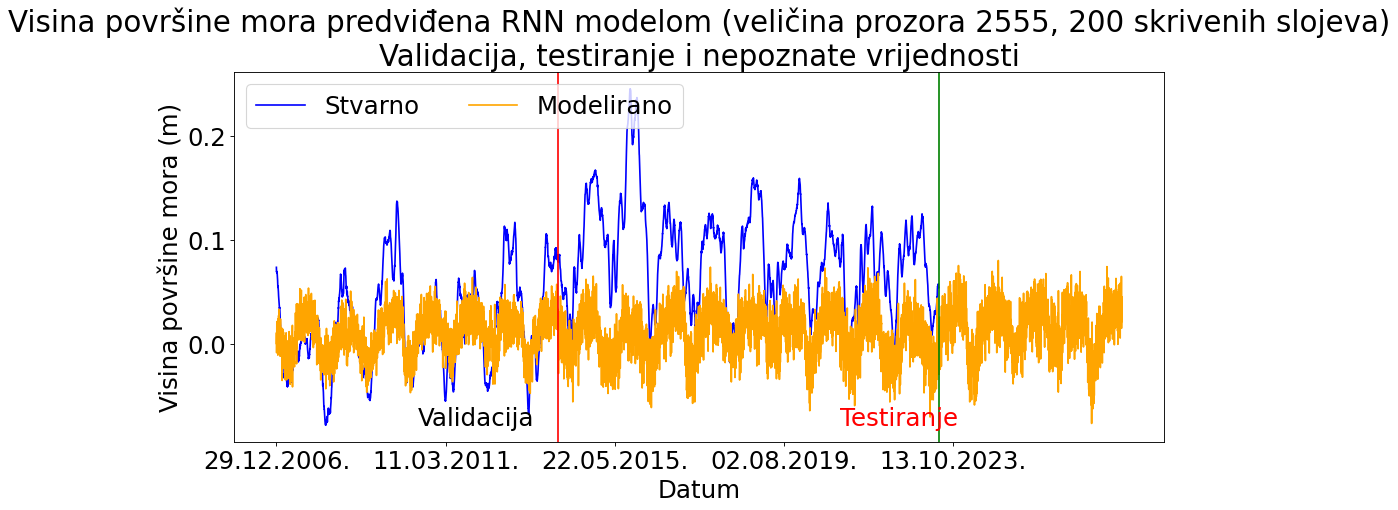 Visina površine mora predviđena RNN modelom (veličina prozora 2555, 200 skrivenih slojeva)
Validacija, testiranje i nepoznate vrijednosti
Stvarno
Modelirano
Visina površine mora (m)
0.2
0.1
0.0
Validacija
Testiranje
29.12.2006.
11.03.2011.
22.05.2015.
02.08.2019.
13.10.2023.
Datum